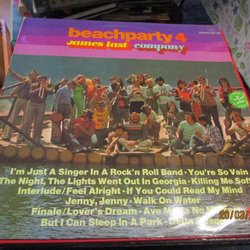 beachparty 4
james last company
I'm Just A Singer In A Rock'n Roll Band · You're So Vain
The Night, The Lights Went Out In Georgia · Killing Me Soft
Interlude/Feel Alright · If You Could Read My Mind
Jenny, Jenny · Walk On Water
Finale/Lover's Dream · Ave M No
But I Can Sleep In A Park ·